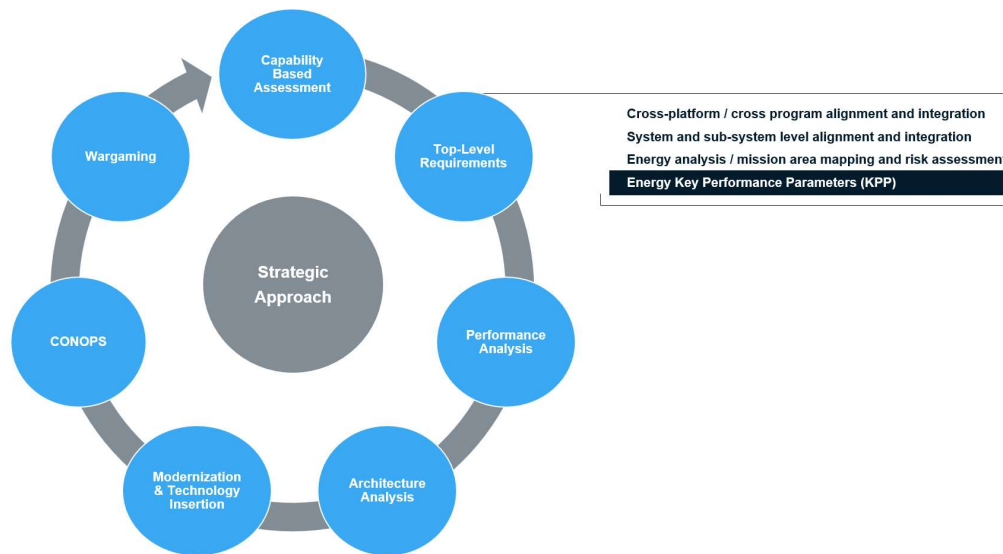 Capability
Based
Assessment
Top-Level
Requirements
Cross-platform / cross program alignment and integration
System and sub-system level alignment and integration
Energy analysis / mission area mapping and risk assessment
Energy Key Performance Parameters (KPP)
Performance
Analysis
Architecture
Analysis
Modernization
& Technology
Insertion
CONOPS
Wargaming
Strategic
Approach